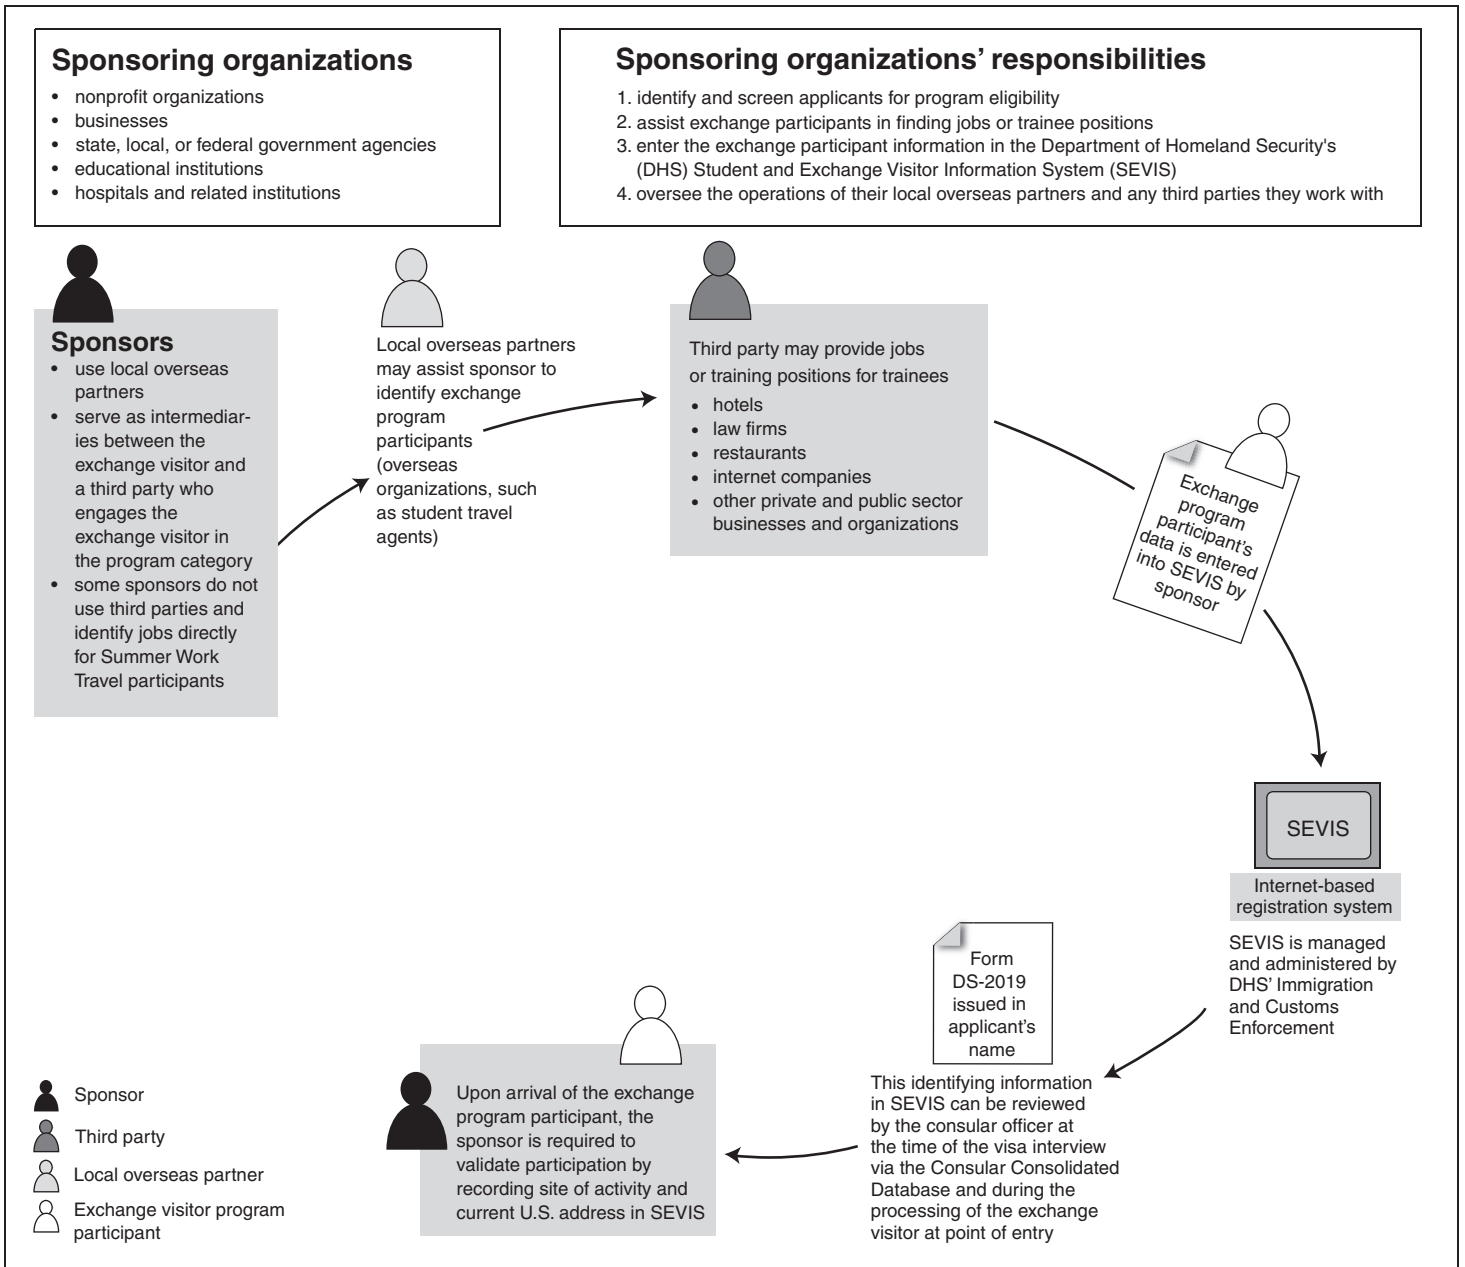 Sponsoring organizations
• nonprofit organizations
• businesses
• state, local, or federal government agencies
• educational institutions
• hospitals and related institutions
Sponsoring organizations' responsibilities
1. identify and screen applicants for program eligibility
2. assist exchange participants in finding jobs or trainee positions
3. enter the exchange participant information in the Department of Homeland Security's
(DHS) Student and Exchange Visitor Information System (SEVIS)
4. oversee the operations of their local overseas partners and any third parties they work with
Sponsors
• use local overseas
partners
• serve as intermediar-
ies between the
exchange visitor and
a third party who
engages the
exchange visitor in
the program category
• some sponsors do not
use third parties and
identify jobs directly
for Summer Work
Travel participants
Local overseas partners
may assist sponsor to
identify exchange
program
participants
(overseas
organizations, such
as student travel
agents)
Third party may provide jobs
or training positions for trainees
• hotels
• law firms
• restaurants
• internet companies
• other private and public sector
businesses and organizations
Exchange
program
participant's
data is entered
into SEVIS by
sponsor
SEVIS
Internet-based
registration system
SEVIS is managed
and administered by
DHS' Immigration
and Customs
Enforcement
Form
DS-2019
issued in
applicant's
name
This identifying information
in SEVIS can be reviewed
by the consular officer at
the time of the visa interview
via the Consular Consolidated
Database and during the
processing of the exchange
visitor at point of entry
Upon arrival of the exchange
program participant, the
sponsor is required to
validate participation by
recording site of activity and
current U.S. address in SEVIS
Sponsor
Third party
Local overseas partner
Exchange visitor program
participant